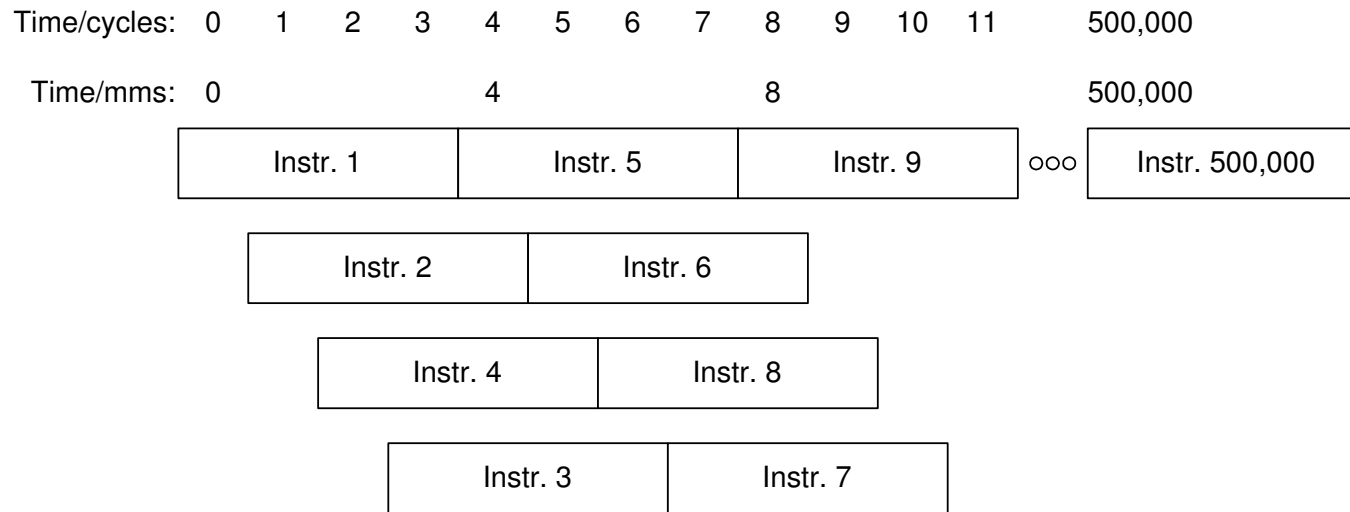 Time/cycles: 0 1 2 3 4 5 6 7 8 9 10 11 500,000
Time/mms: 0 4 8 500,000
Instr. 1 Instr. 5 Instr. 9 Instr. 500,000
Instr. 2 Instr. 6
Instr. 4 Instr. 8
Instr. 3 Instr. 7